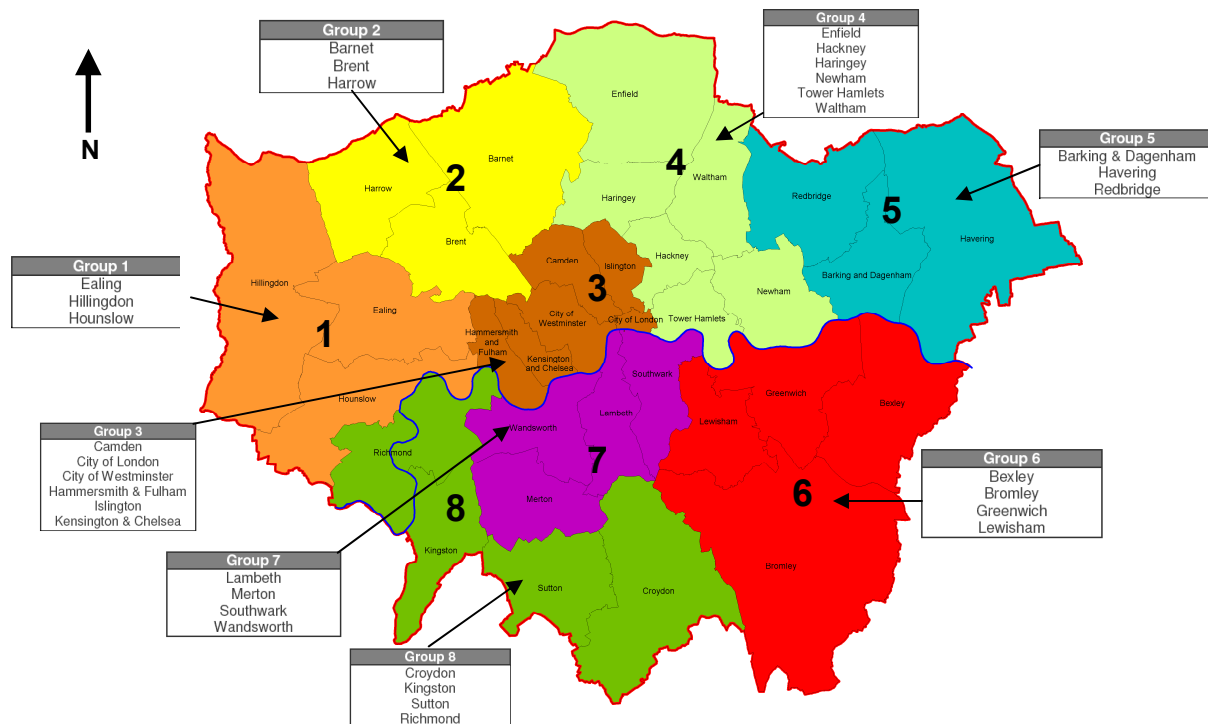 Group 2
Barnet
Brent
Harrow
Group 4
Enfield
Hackney
Haringey
Newham
Tower Hamlets
Waltham
Group 5
Barking & Dagenham
Havering
Redbridge
Group 1
Ealing
Hillingdon
Hounslow
Group 3
Camden
City of London
City of Westminster
Hammersmith & Fulham
Islington
Kensington & Chelsea
Group 6
Bexley
Bromley
Greenwich
Lewisham
Group 7
Lambeth
Merton
Southwark
Wandsworth
Group 8
Croydon
Kingston
Sutton
Richmond
N
Enfield
Barnet
2
4
Waltham
Harrow
Haringey
Redbridge
5
Brent
Havering
Hackney
Camden
Islington
Barking and Dagenham
Hillingdon
3
Newham
Ealing
1
City of
Westminster
City of London
Tower Hamlets
Hammersmith
and
Fulham
Kensington
and Chelsea
Southwark
Hounslow
Greenwich
Bexley
Lambeth
Lewisham
Wandsworth
Richmond
7
8
Merton
6
Kingston
Bromley
Sutton
Croydon